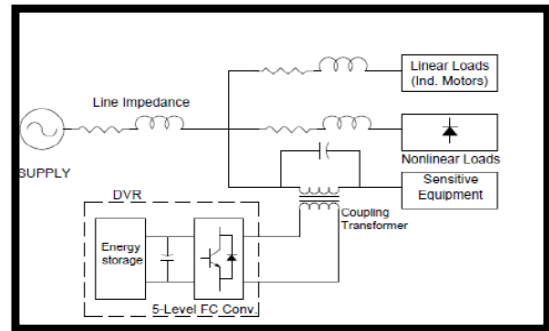 Linear Loads
(Ind. Motors)
Line Impedance
SUPPLY
Nonlinear Loads
Sensitive
Equipment
DVR
Coupling
Transformer
Energy
storage
5-Level FC Conv.